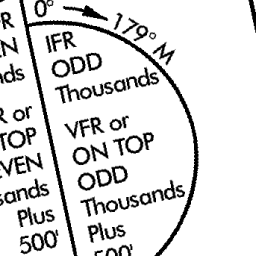 0° 179° M
IFR
ODD
Thousands
VFR or
ON TOP
ODD
Thousands
Plus
500'
R
EN
nds
R or
TOP
VEN
sands
Plus
500'